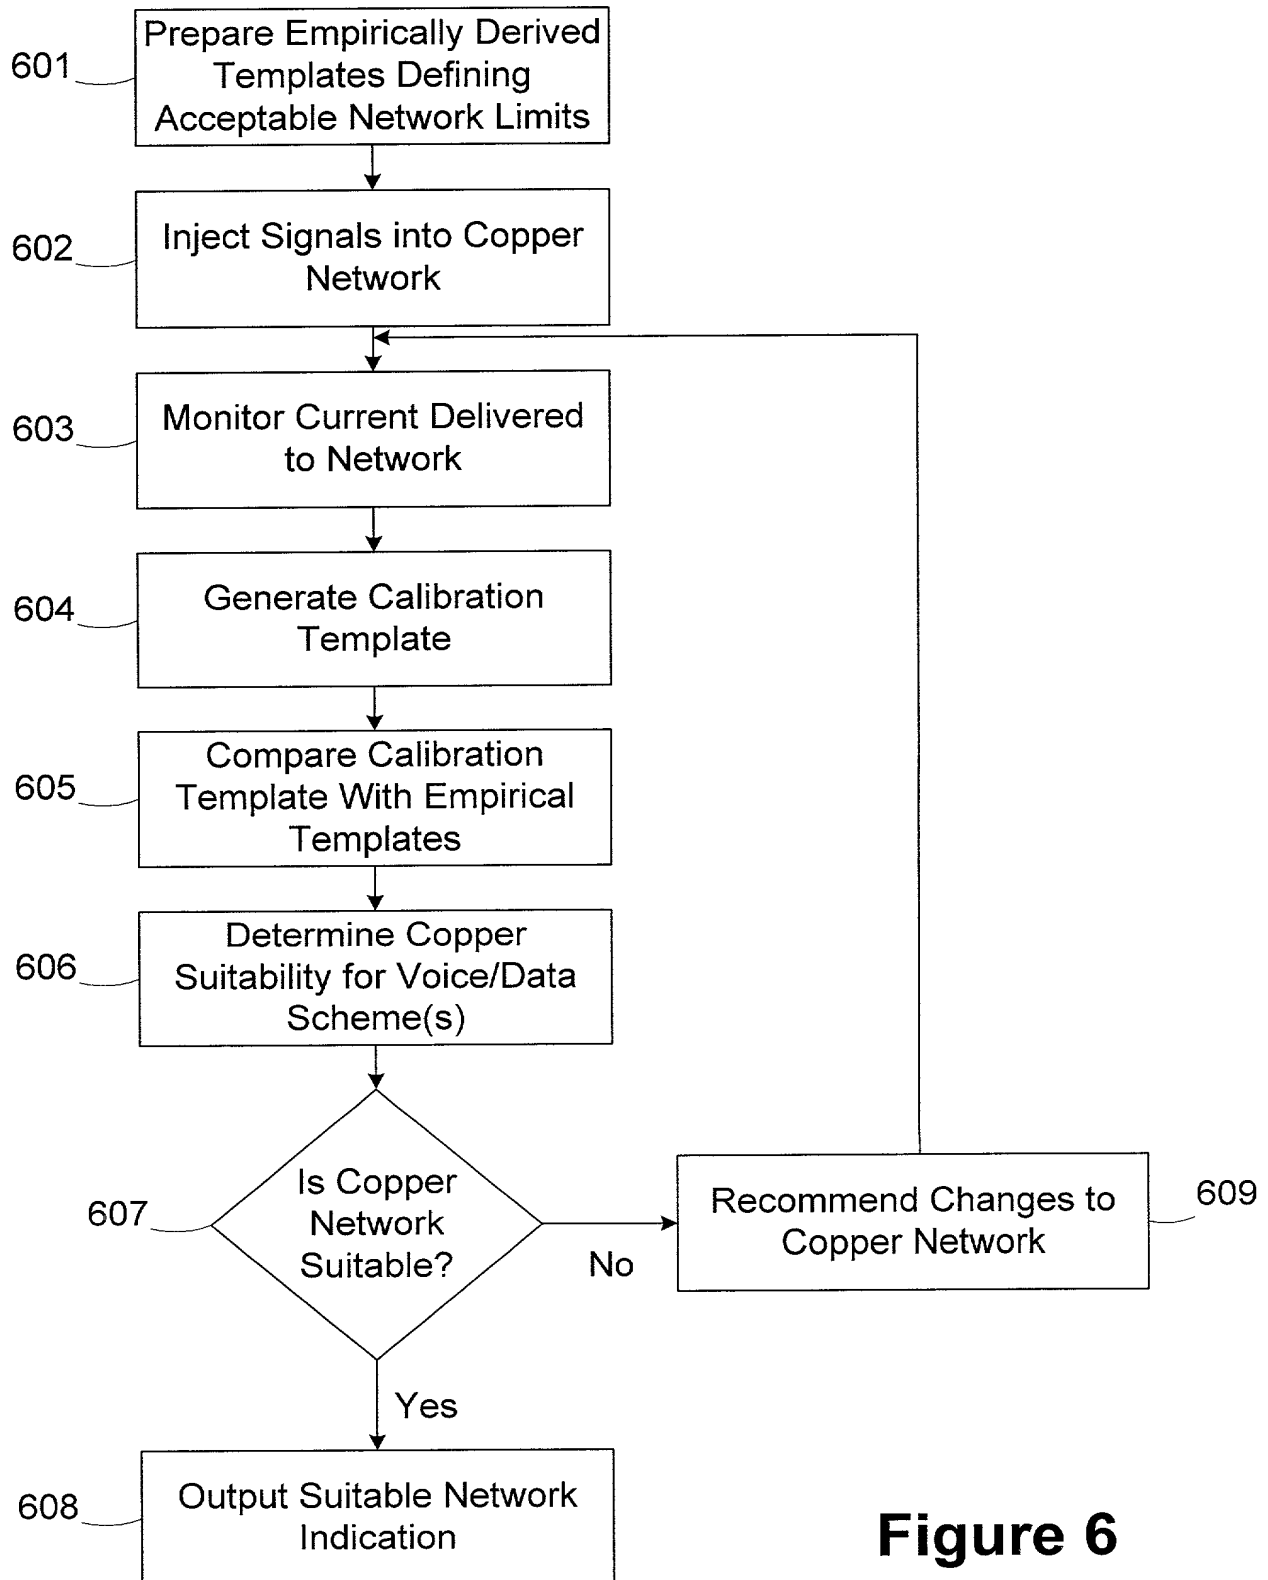 601
Prepare Empirically Derived
Templates Defining
Acceptable Network Limits
602
Inject Signals into Copper
Network
603
Monitor Current Delivered
to Network
604
Generate Calibration
Template
605
Compare Calibration
Template With Empirical
Templates
606
Determine Copper
Suitability for Voice/Data
Scheme(s)
607
Is Copper
Network
Suitable?
No
Recommend Changes to
Copper Network
609
Yes
608
Output Suitable Network
Indication
Figure 6